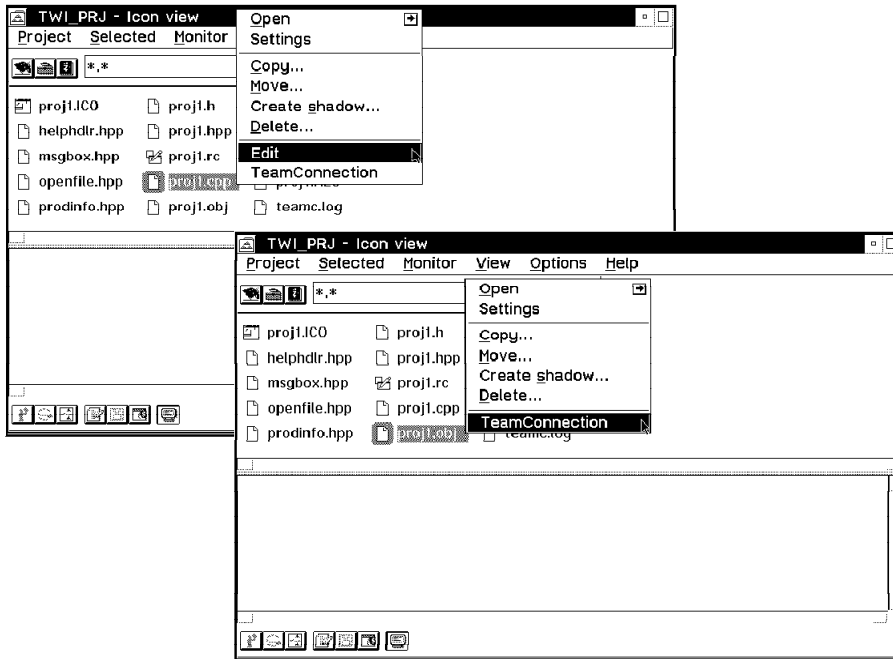 TWI_PRJ - Icon view
Project Selected Monitor
*.*
proj1.ICO proj1.h
helphdlr.hpp proj1.hpp
msgbox.hpp proj1.rc
openfile.hpp proj1.cpp
prodinfo.hpp proj1.obj teamc.log
Open
Settings
Copy...
Move...
Create shadow...
Delete...
Edit
TeamConnection
TWI_PRJ - Icon view
Project Selected Monitor View Options Help
*.*
proj1.ICO proj1.h
helphdlr.hpp proj1.hpp
msgbox.hpp proj1.rc
openfile.hpp proj1.cpp
prodinfo.hpp proj1.obj teamc.log
Open
Settings
Copy...
Move...
Create shadow...
Delete...
TeamConnection